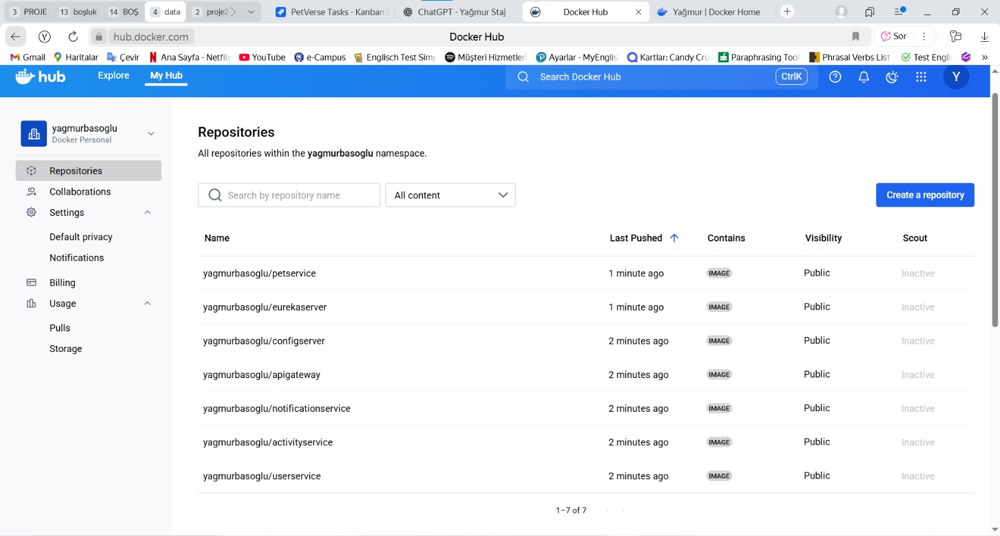 3 PROJE 13 boşluk 14 BOŞ 4 data 2 proje2 PetVerse Tasks - Kanban ChatGPT - Yağmur Staj Docker Hub Yağmur | Docker Home
hub.docker.com Docker Hub Sor
Gmail Haritalar Çevir Ana Sayfa - Netflix YouTube e-Campus Englisch Test Simp Müşteri Hizmetleri Ayarlar - MyEnglis Kartlar: Candy Cru Paraphrasing Tool Phrasal Verbs List Test Engli »
hub Explore My Hub Search Docker Hub CtrlK Y
yagmurbasoglu
Docker Personal
Repositories
Collaborations
Settings
Default privacy
Notifications
Billing
Usage
Pulls
Storage
Repositories
All repositories within the yagmurbasoglu namespace.
Search by repository name All content Create a repository
Name Last Pushed Contains Visibility Scout
yagmurbasoglu/petservice 1 minute ago IMAGE Public Inactive
yagmurbasoglu/eurekaserver 1 minute ago IMAGE Public Inactive
yagmurbasoglu/configserver 2 minutes ago IMAGE Public Inactive
yagmurbasoglu/apigateway 2 minutes ago IMAGE Public Inactive
yagmurbasoglu/notificationservice 2 minutes ago IMAGE Public Inactive
yagmurbasoglu/activityservice 2 minutes ago IMAGE Public Inactive
yagmurbasoglu/userservice 2 minutes ago IMAGE Public Inactive
1–7 of 7